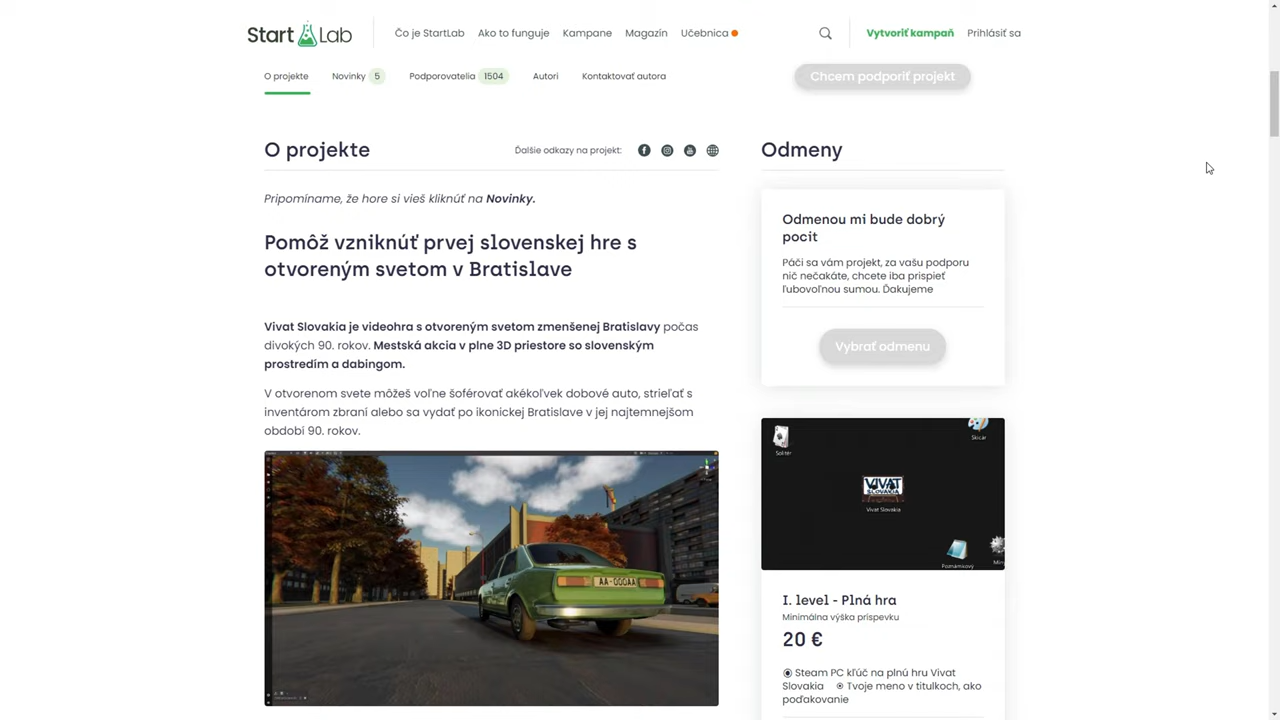 Start Lab
Čo je StartLab
Ako to funguje
Kampane
Magazín
Učebnica
Vytvoriť kampaň
Prihlásiť sa
O projekte
Novinky 5
Podporovatelia 1504
Autori
Kontaktovať autora
Chcem podporiť projekt
O projekte
Ďalšie odkazy na projekt:
Pripomíname, že hore si vieš kliknúť na Novinky.
Pomôž vzniknúť prvej slovenskej hre s
otvoreným svetom v Bratislave
Vivat Slovakia je videohra s otvoreným svetom zmenšenej Bratislavy počas
divokých 90. rokov. Mestská akcia v plne 3D priestore so slovenským
prostredím a dabingom.
V otvorenom svete môžeš voľne šoférovať akékoľvek dobové auto, strieľať s
inventárom zbraní alebo sa vydať po ikonickej Bratislave v jej najtemnejšom
období 90. rokov.
AA-000AA
Odmeny
Odmenou mi bude dobrý
pocit
Páči sa vám projekt, za vašu podporu
nič nečakáte, chcete iba prispieť
ľubovoľnou sumou. Ďakujeme
Vybrať odmenu
Solitér
Skicár
VIVAT
SLOVAKIA
Vivat Slovakia
Poznámkový
I. level - Plná hra
Minimálna výška príspevku
20 €
Steam PC kľúč na plnú hru Vivat
Slovakia Tvoje meno v titulkoch, ako
poďakovanie